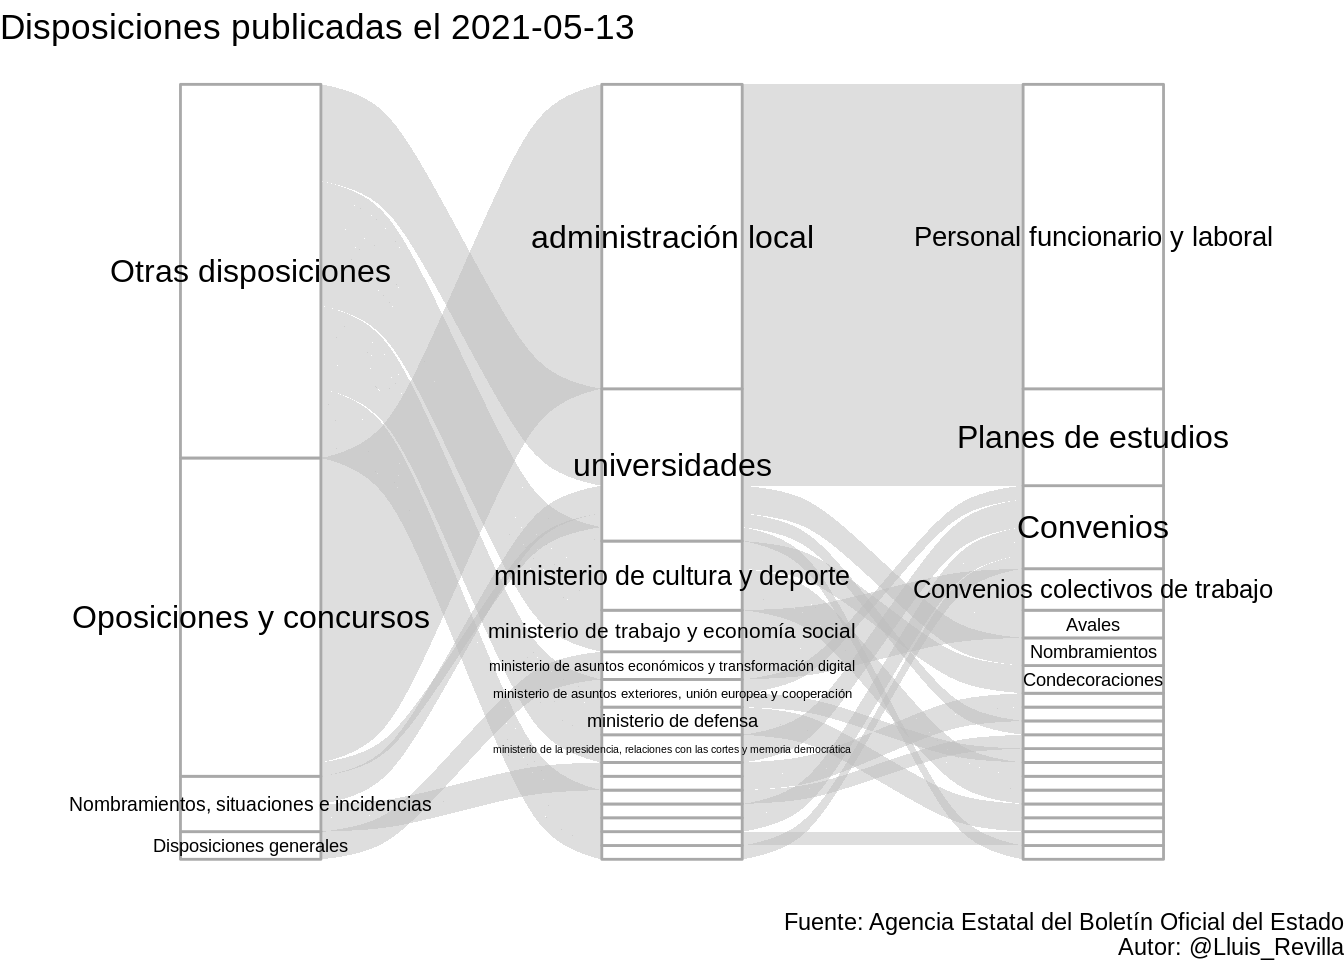 Disposiciones publicadas el 2021-05-13
Otras disposiciones
Oposiciones y concursos
Nombramientos, situaciones e incidencias
Disposiciones generales
administración local
universidades
ministerio de cultura y deporte
ministerio de trabajo y economía social
ministerio de asuntos económicos y transformación digital
ministerio de asuntos exteriores, unión europea y cooperación
ministerio de defensa
ministerio de la presidencia, relaciones con las cortes y memoria democrática
Personal funcionario y laboral
Planes de estudios
Convenios
Convenios colectivos de trabajo
Avales
Nombramientos
Condecoraciones
Fuente: Agencia Estatal del Boletín Oficial del Estado
Autor: @Lluis_Revilla